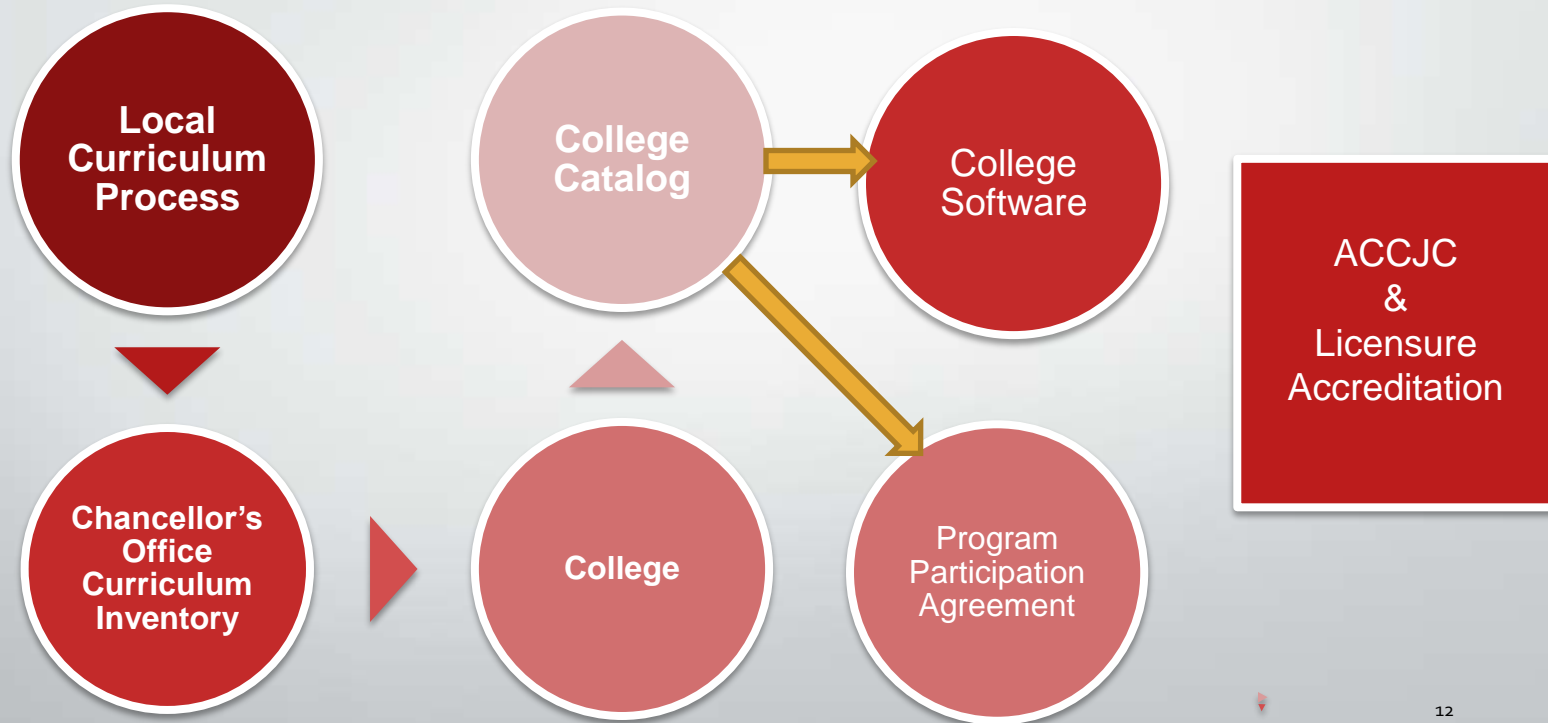 Local
Curriculum
Process
College
Catalog
College
Software
ACCJC
&
Licensure
Accreditation
Chancellor’s
Office
Curriculum
Inventory
College
Program
Participation
Agreement
12